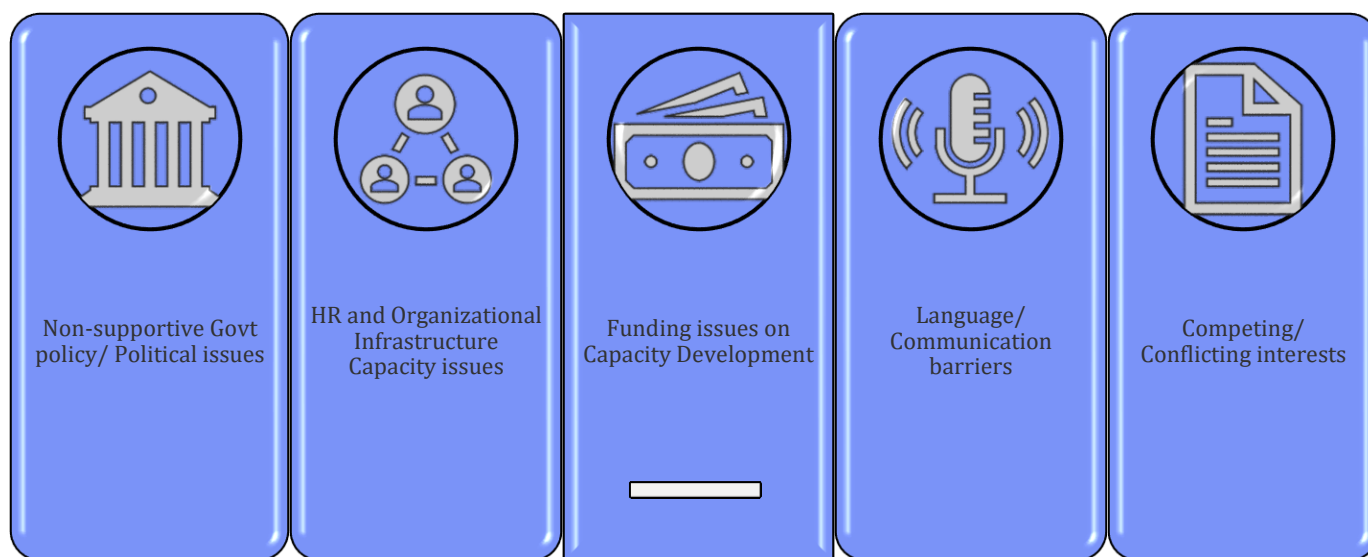 Non-supportive Govt
policy/ Political issues
HR and Organizational
Infrastructure
Capacity issues
Funding issues on
Capacity Development
Language/
Communication
barriers
Competing/
Conflicting interests